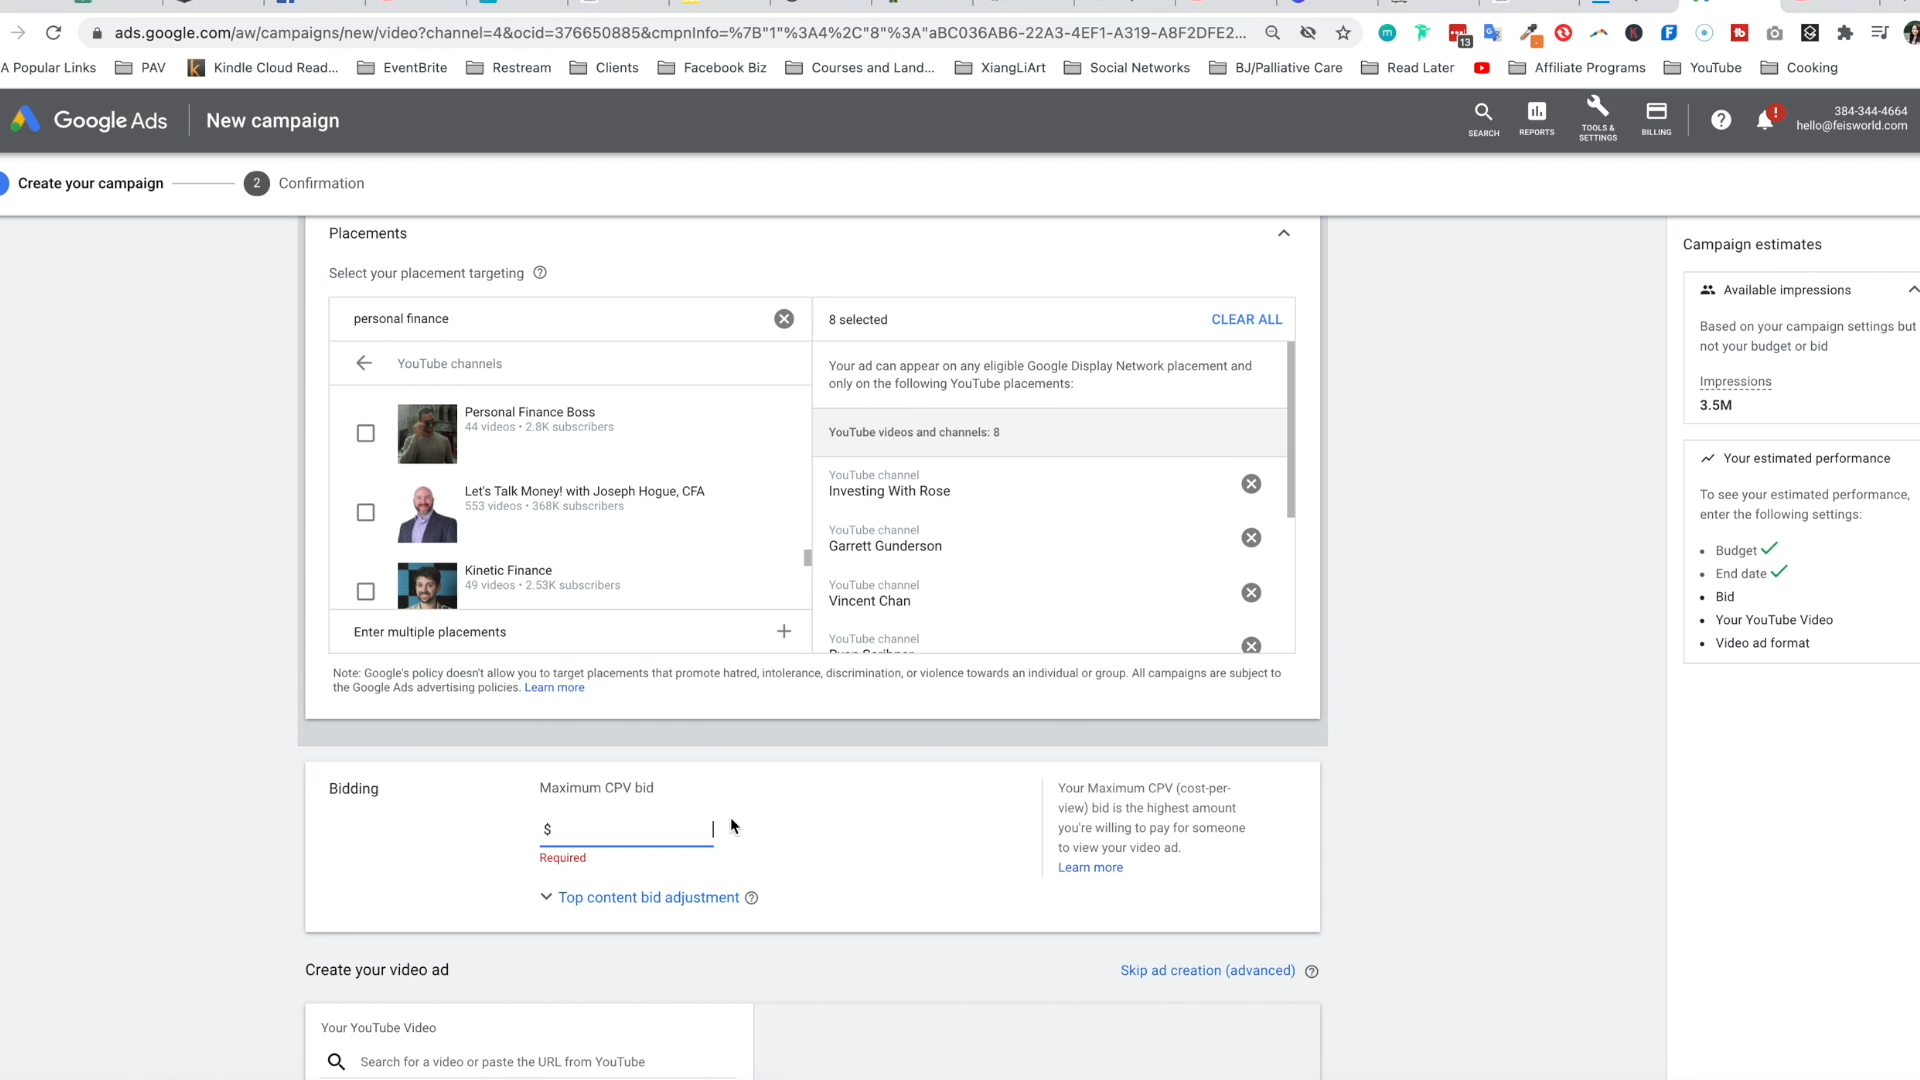 ads.google.com/aw/campaigns/new/video?channel=4&ocid=376650885&cmpnInfo=%7B"1"%3A4%2C"8"%3A"aBC036AB6-22A3-4EF1-A319-A8F2DFE2...
13
A Popular Links
PAV
Kindle Cloud Read...
EventBrite
Restream
Clients
Facebook Biz
Courses and Land...
XiangLiArt
Social Networks
BJ/Palliative Care
Read Later
Affiliate Programs
YouTube
Cooking
Google Ads
New campaign
SEARCH
REPORTS
TOOLS &
SETTINGS
BILLING
384-344-4664
hello@feisworld.com
Create your campaign
2
Confirmation
Placements
Select your placement targeting
personal finance
8 selected
CLEAR ALL
YouTube channels
Personal Finance Boss
44 videos • 2.8K subscribers
Let's Talk Money! with Joseph Hogue, CFA
553 videos • 368K subscribers
Kinetic Finance
49 videos • 2.53K subscribers
Enter multiple placements
Your ad can appear on any eligible Google Display Network placement and
only on the following YouTube placements:
YouTube videos and channels: 8
YouTube channel
Investing With Rose
YouTube channel
Garrett Gunderson
YouTube channel
Vincent Chan
YouTube channel
Note: Google's policy doesn't allow you to target placements that promote hatred, intolerance, discrimination, or violence towards an individual or group. All campaigns are subject to
the Google Ads advertising policies. Learn more
Bidding
Maximum CPV bid
$
Required
Top content bid adjustment
Your Maximum CPV (cost-per-
view) bid is the highest amount
you're willing to pay for someone
to view your video ad.
Learn more
Create your video ad
Skip ad creation (advanced)
Your YouTube Video
Search for a video or paste the URL from YouTube
Campaign estimates
Available impressions
Based on your campaign settings but
not your budget or bid
Impressions
3.5M
Your estimated performance
To see your estimated performance,
enter the following settings:
• Budget
• End date
• Bid
• Your YouTube Video
• Video ad format